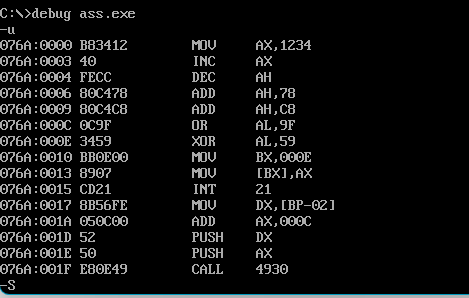 C:\>debug ass.exe
-u
076A:0000 B83412 MOV AX,1234
076A:0003 40 INC AX
076A:0004 FECC DEC AH
076A:0006 80C478 ADD AH,78
076A:0009 80C4C8 ADD AH,C8
076A:000C 0C9F OR AL,9F
076A:000E 3459 XOR AL,59
076A:0010 BB0E00 MOV BX,000E
076A:0013 8907 MOV [BX],AX
076A:0015 CD21 INT 21
076A:0017 8B56FE MOV DX,[BP-02]
076A:001A 050C00 ADD AX,000C
076A:001D 52 PUSH DX
076A:001E 50 PUSH AX
076A:001F E80E49 CALL 4930
-S